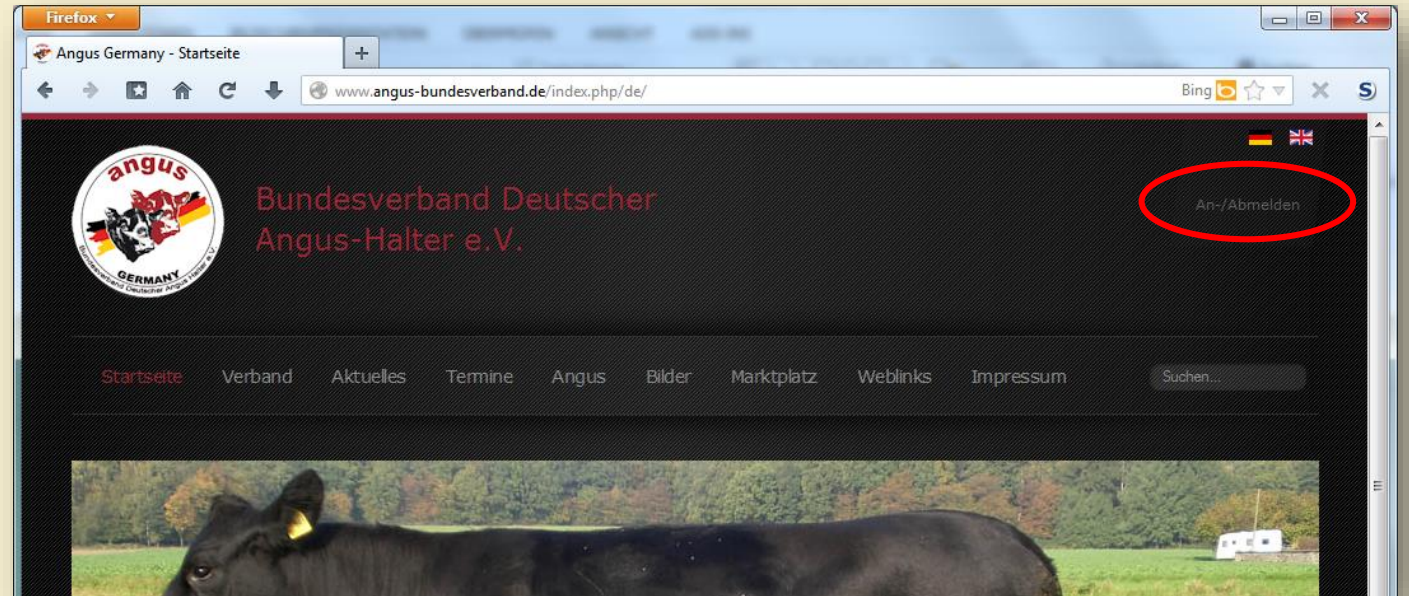 Firefox
Angus Germany - Startseite
www.angus-bundesverband.de/index.php/de/
Bing
angus
GERMANY
Bundesverband Deutscher Angus Halter e.V.
Bundesverband Deutscher
Angus-Halter e.V.
An-/Abmelden
Startseite Verband Aktuelles Termine Angus Bilder Marktplatz Weblinks Impressum Suchen...